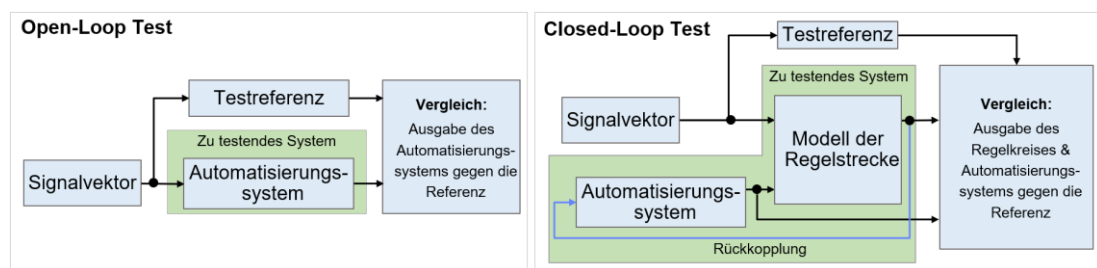 Open-Loop Test
Testreferenz
Zu testendes System
Signalvektor
Automatisierungs-
system
Vergleich:
Ausgabe des
Automatisierungs-
systems gegen die
Referenz
Closed-Loop Test
Testreferenz
Zu testendes System
Signalvektor
Modell der
Regelstrecke
Automatisierungs-
system
Rückkopplung
Vergleich:
Ausgabe des
Regelkreises &
Automatisierungs-
systems gegen die
Referenz